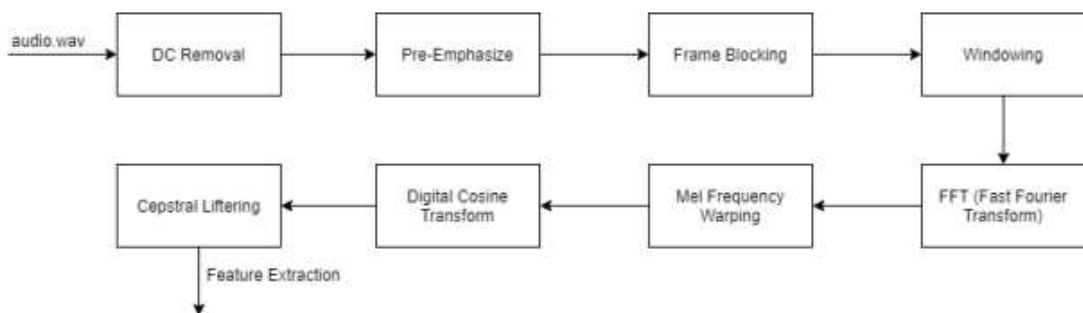 audio.wav
DC Removal
Pre-Emphasize
Frame Blocking
Windowing
FFT (Fast Fourier
Transform)
Mel Frequency
Warping
Digital Cosine
Transform
Cepstral Liftering
Feature Extraction